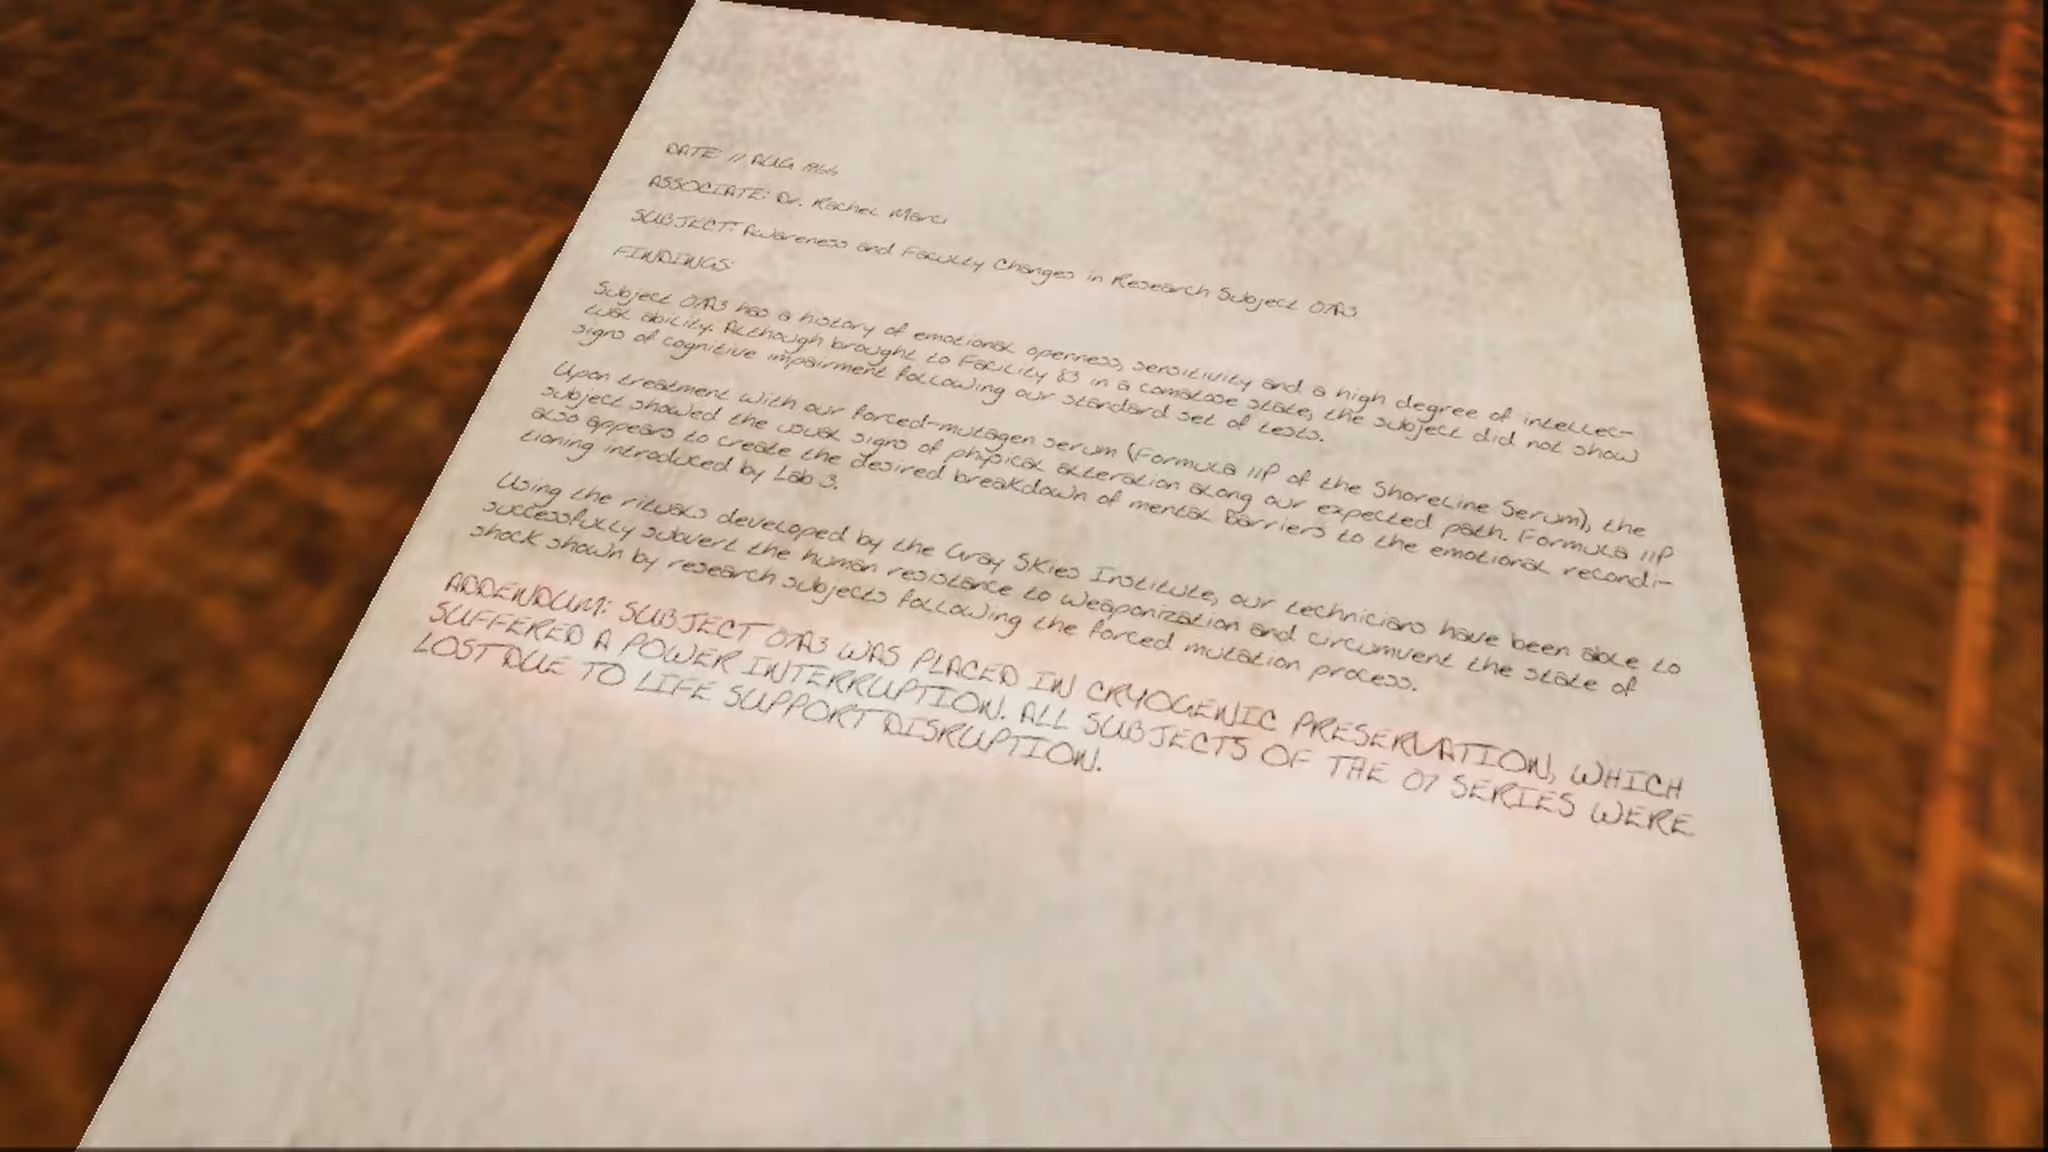 DATE: 11 AUG 1966
ASSOCIATE: Dr. Rachel Marci
SUBJECT: Awareness and Faculty Changes in Research Subject 07A3
FINDINGS:
Subject 07A3 has a history of emotional openness, sensitivity and a high degree of intellec-
tual ability. Although brought to Facility 83 in a comatose state, the subject did not show
signs of cognitive impairment following our standard set of tests.
Upon treatment with our forced-mutagen serum (Formula 11P of the Shoreline Serum), the
subject showed the usual signs of physical alteration along our expected path. Formula 11P
also appears to create the desired breakdown of mental barriers to the emotional recondi-
tioning introduced by Lab 3.
Using the rituals developed by the Gray Skies Institute, our technicians have been able to
successfully subvert the human resistance to weaponization and circumvent the state of
shock shown by research subjects following the forced mutation process.
ADDENDUM: SUBJECT 07A3 WAS PLACED IN CRYOGENIC PRESERVATION, WHICH
SUFFERED A POWER INTERRUPTION. ALL SUBJECTS OF THE 07 SERIES WERE
LOST DUE TO LIFE SUPPORT DISRUPTION.